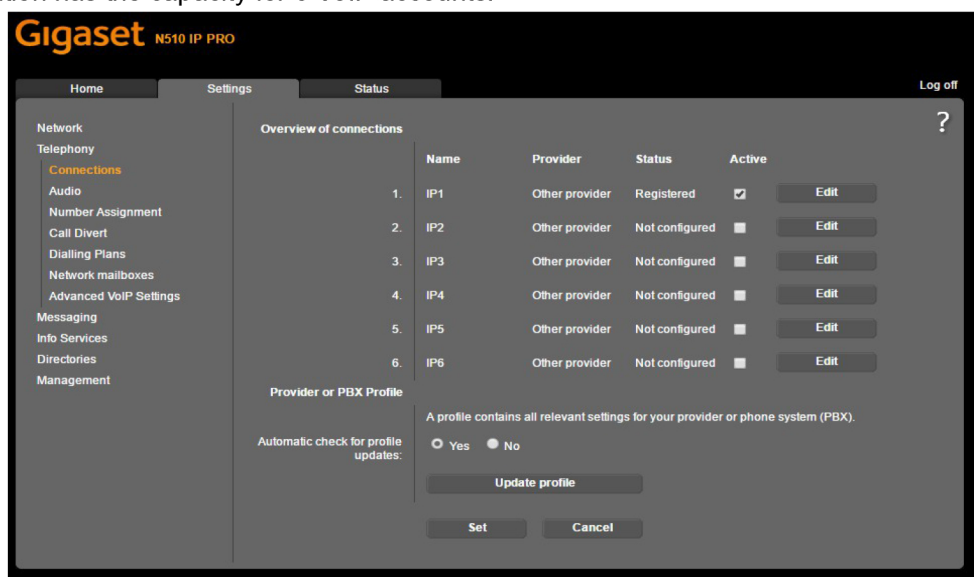 has the capacity for
Gigaset N510 IP PRO
Home Settings Status Log off
?
Network
Telephony
Connections
Audio
Number Assignment
Call Divert
Dialling Plans
Network mailboxes
Advanced VoIP Settings
Messaging
Info Services
Directories
Management
Overview of connections
Name Provider Status Active
1. IP1 Other provider Registered Edit
2. IP2 Other provider Not configured Edit
3. IP3 Other provider Not configured Edit
4. IP4 Other provider Not configured Edit
5. IP5 Other provider Not configured Edit
6. IP6 Other provider Not configured Edit
Provider or PBX Profile
A profile contains all relevant settings for your provider or phone system (PBX).
Automatic check for profile updates: Yes No
Update profile
Set Cancel